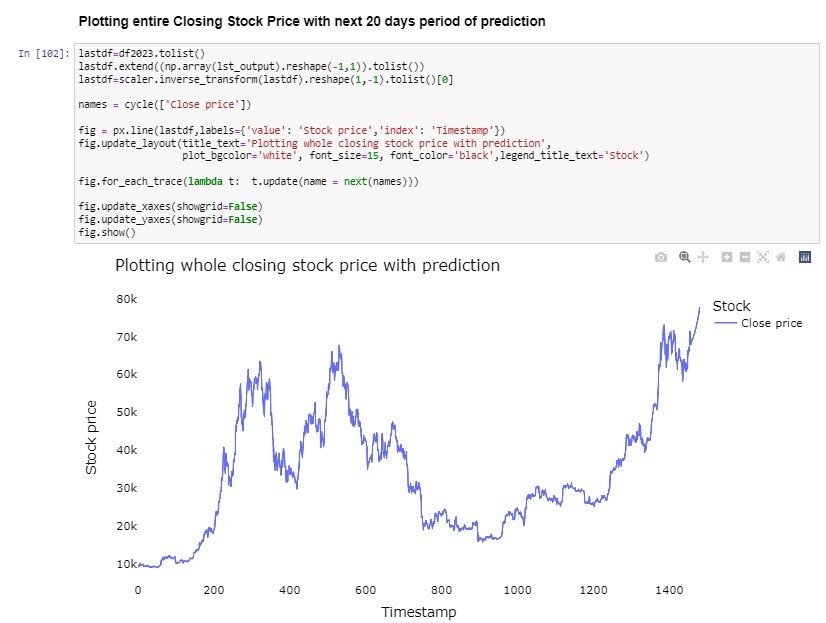 Plotting entire Closing Stock Price with next 20 days period of prediction
In [102]:
lastdf=df2023.tolist()
lastdf.extend((np.array(lst_output).reshape(-1,1)).tolist())
lastdf=scaler.inverse_transform(lastdf).reshape(1,-1).tolist()[0]
names = cycle(['Close price'])
fig = px.line(lastdf,labels={'value': 'Stock price','index': 'Timestamp'})
fig.update_layout(title_text='Plotting whole closing stock price with prediction',
plot_bgcolor='white', font_size=15, font_color='black',legend_title_text='Stock')
fig.for_each_trace(lambda t:  t.update(name = next(names)))
fig.update_xaxes(showgrid=False)
fig.update_yaxes(showgrid=False)
fig.show()
Plotting whole closing stock price with prediction
80k
70k
60k
50k
40k
30k
20k
10k
Stock price
0 200 400 600 800 1000 1200 1400
Timestamp
Stock
Close price